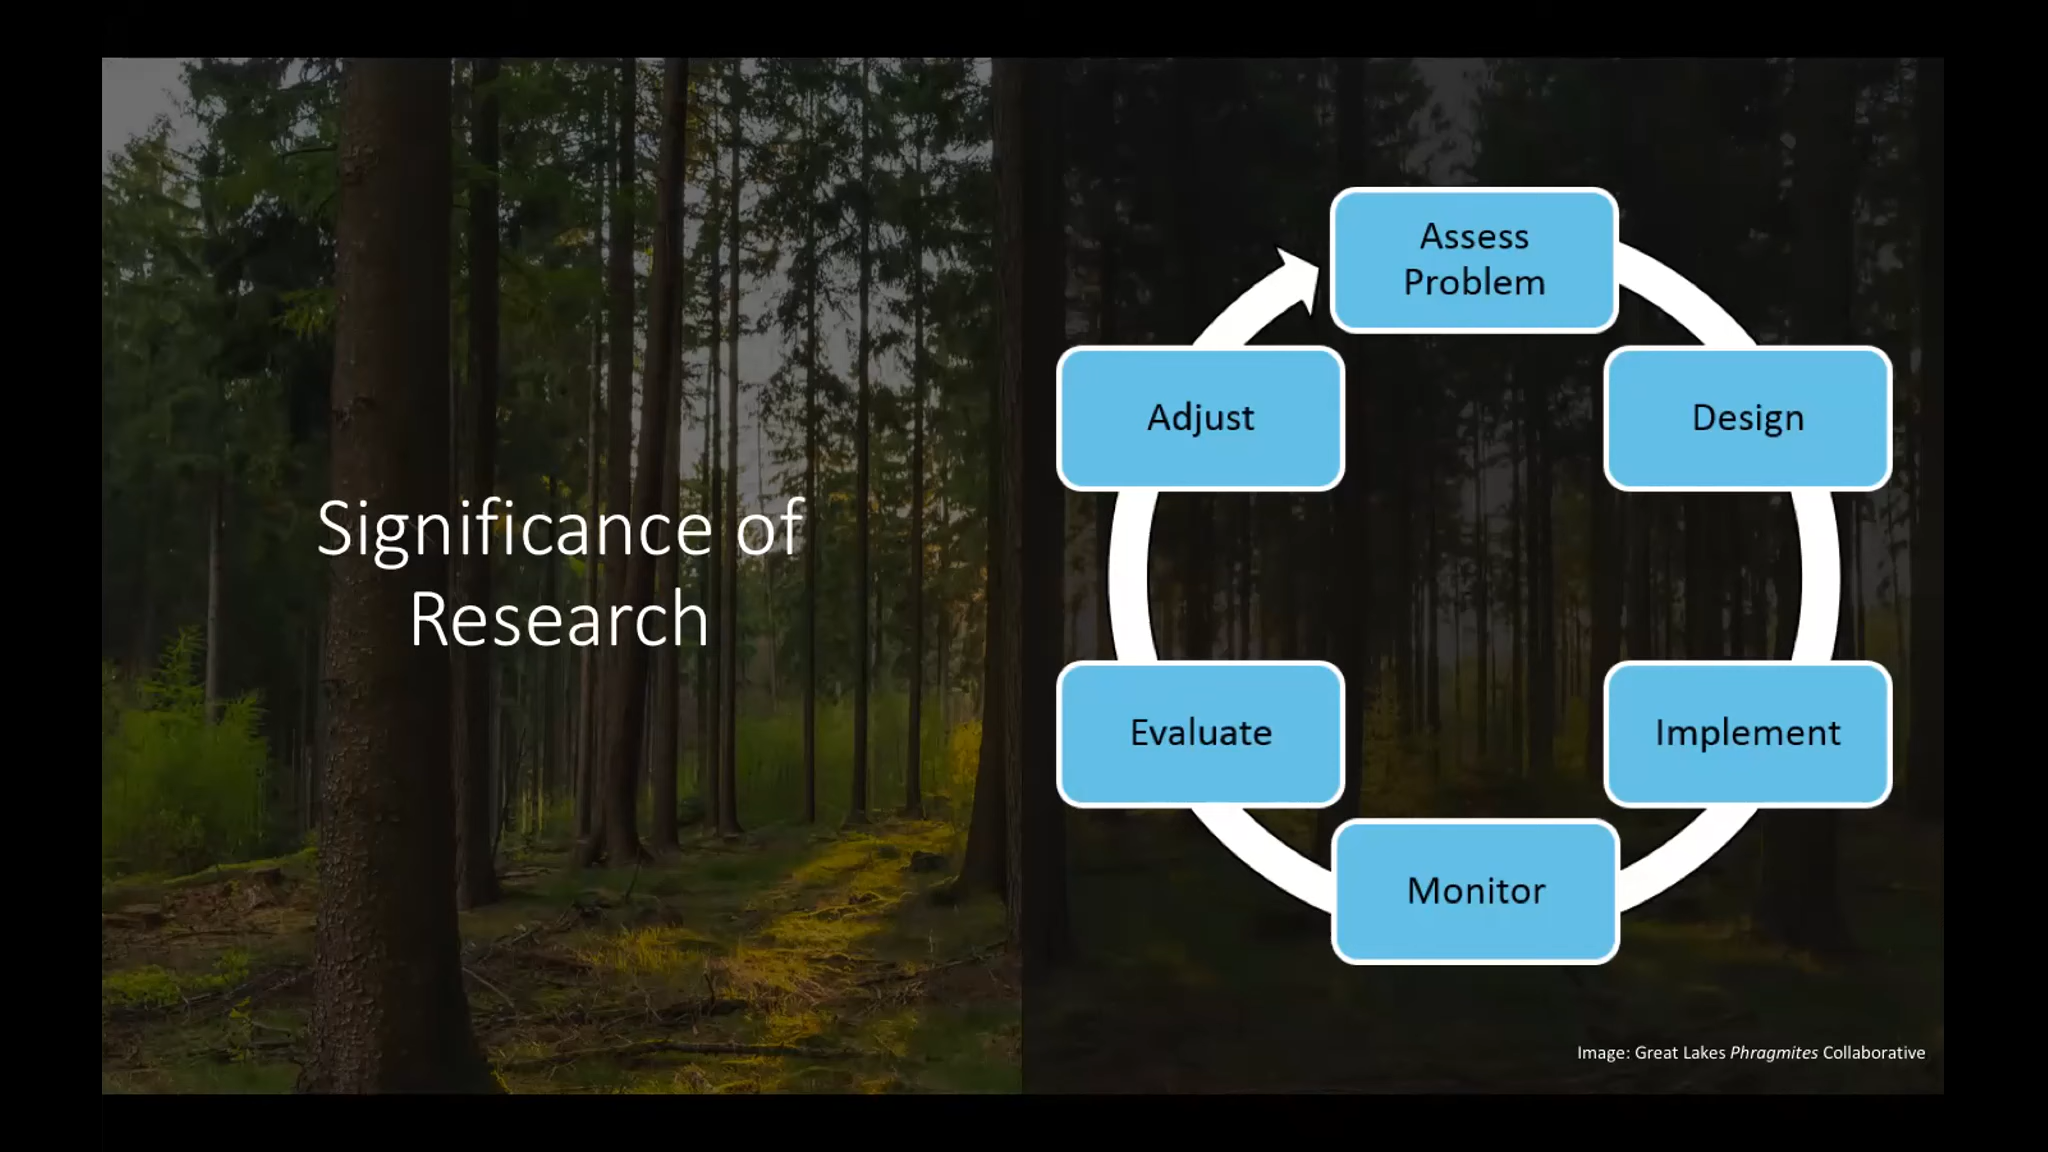 Significance of
Research
Assess
Problem
Design
Implement
Monitor
Evaluate
Adjust
Image: Great Lakes Phragmites Collaborative